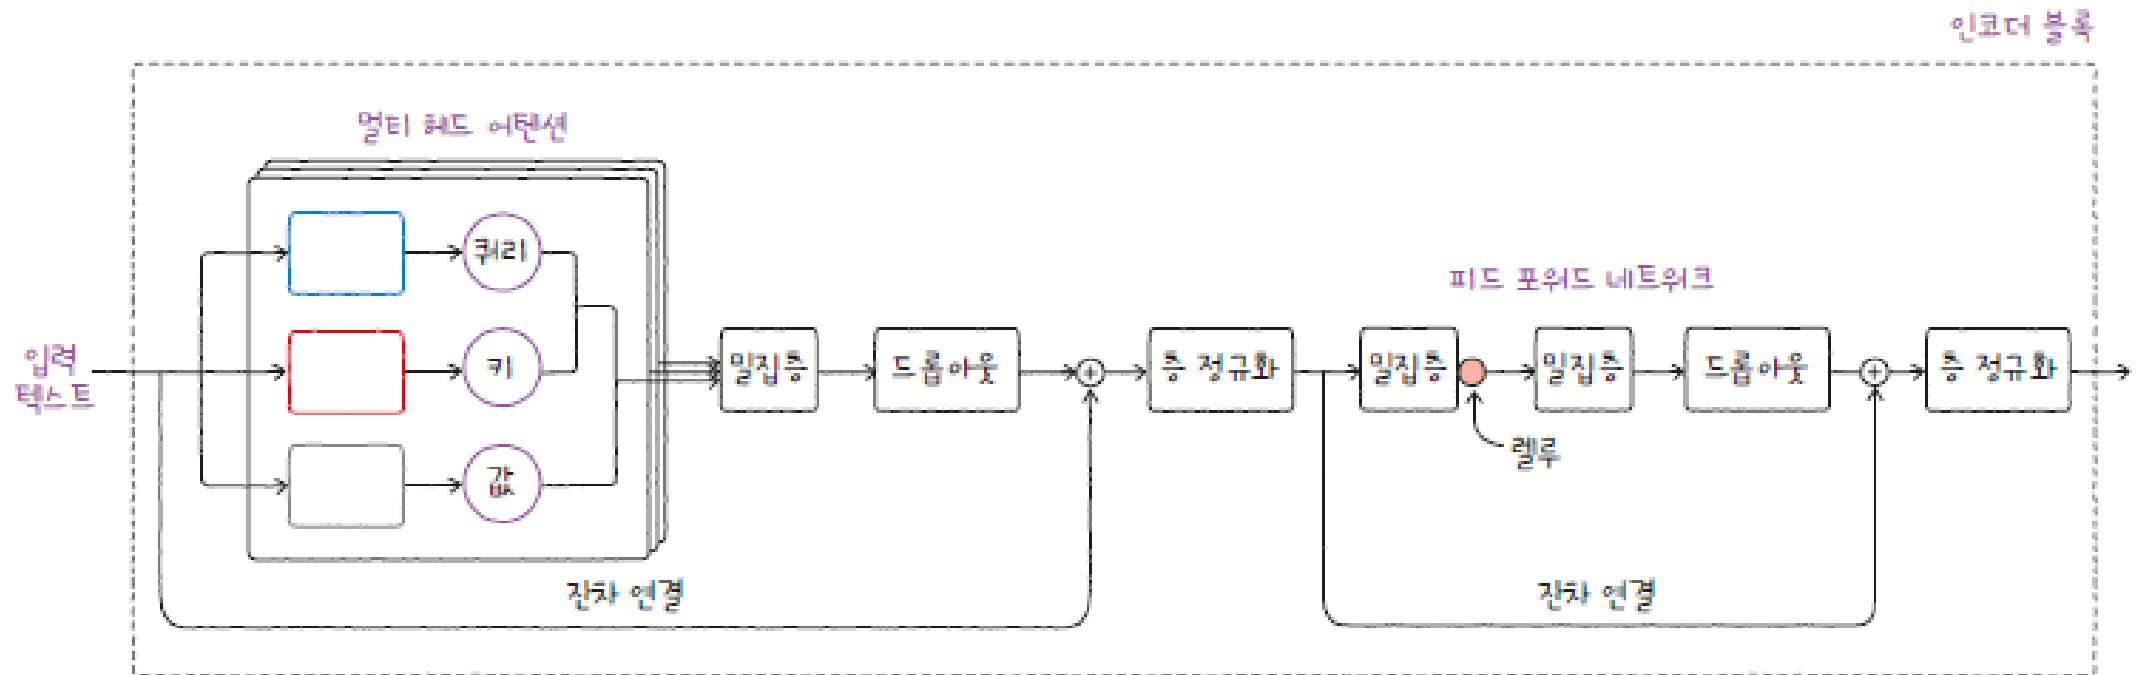 인코더 블록
멀티 헤드 어텐션
쿼리
피드 포워드 네트워크
입력
텍스트
키
밀집층
드롭아웃
+
층 정규화
밀집층
밀집층
드롭아웃
+
층 정규화
렐루
값
잔차 연결
잔차 연결